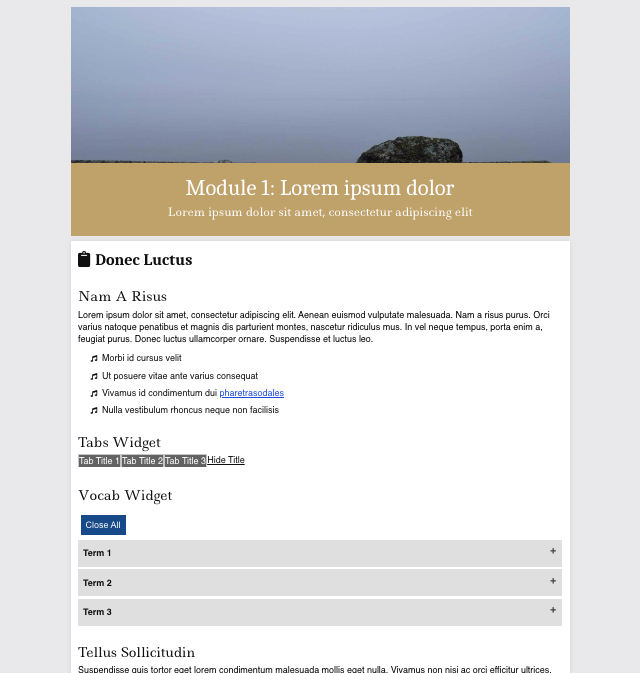 Module 1: Lorem ipsum dolor
Lorem ipsum dolor sit amet, consectetur adipiscing elit
Donec Luctus
Nam A Risus
Lorem ipsum dolor sit amet, consectetur adipiscing elit. Aenean euismod vulputate malesuada. Nam a risus purus. Orci
varius natoque penatibus et magnis dis parturient montes, nascetur ridiculus mus. In vel neque tempus, porta enim a,
feugiat purus. Donec luctus ullamcorper ornare. Suspendisse et luctus leo.
Morbi id cursus velit
Ut posuere vitae ante varius consequat
Vivamus id condimentum dui pharetrasodales
Nulla vestibulum rhoncus neque non facilisis
Tabs Widget
Tab Title 1 Tab Title 2 Tab Title 3 Hide Title
Vocab Widget
Close All
Term 1 +
Term 2 +
Term 3 +
Tellus Sollicitudin
Suspendisse quis tortor eget lorem condimentum malesuada mollis eget nulla. Vivamus non nisi ac orci efficitur ultrices.